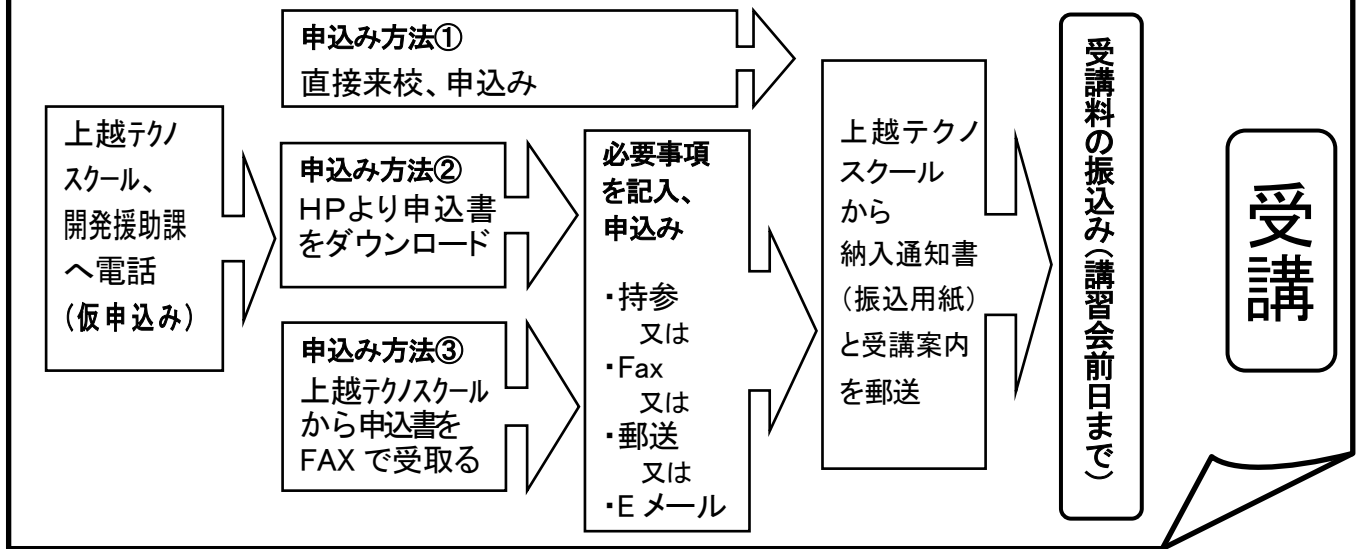 上越テクノ
スクール、
開発援助課
へ電話
(仮申込み)
申込み方法①
直接来校、申込み
申込み方法②
HPより申込書
をダウンロード
申込み方法③
上越テクノスクール
から申込書を
FAX で受取る
必要事項
を記入、
申込み
・持参
又は
・Fax
又は
・郵送
又は
・E メール
上越テクノ
スクール
から
納入通知書
(振込用紙)
と受講案内
を郵送
受講料の振込み(講習会前日まで)
受講